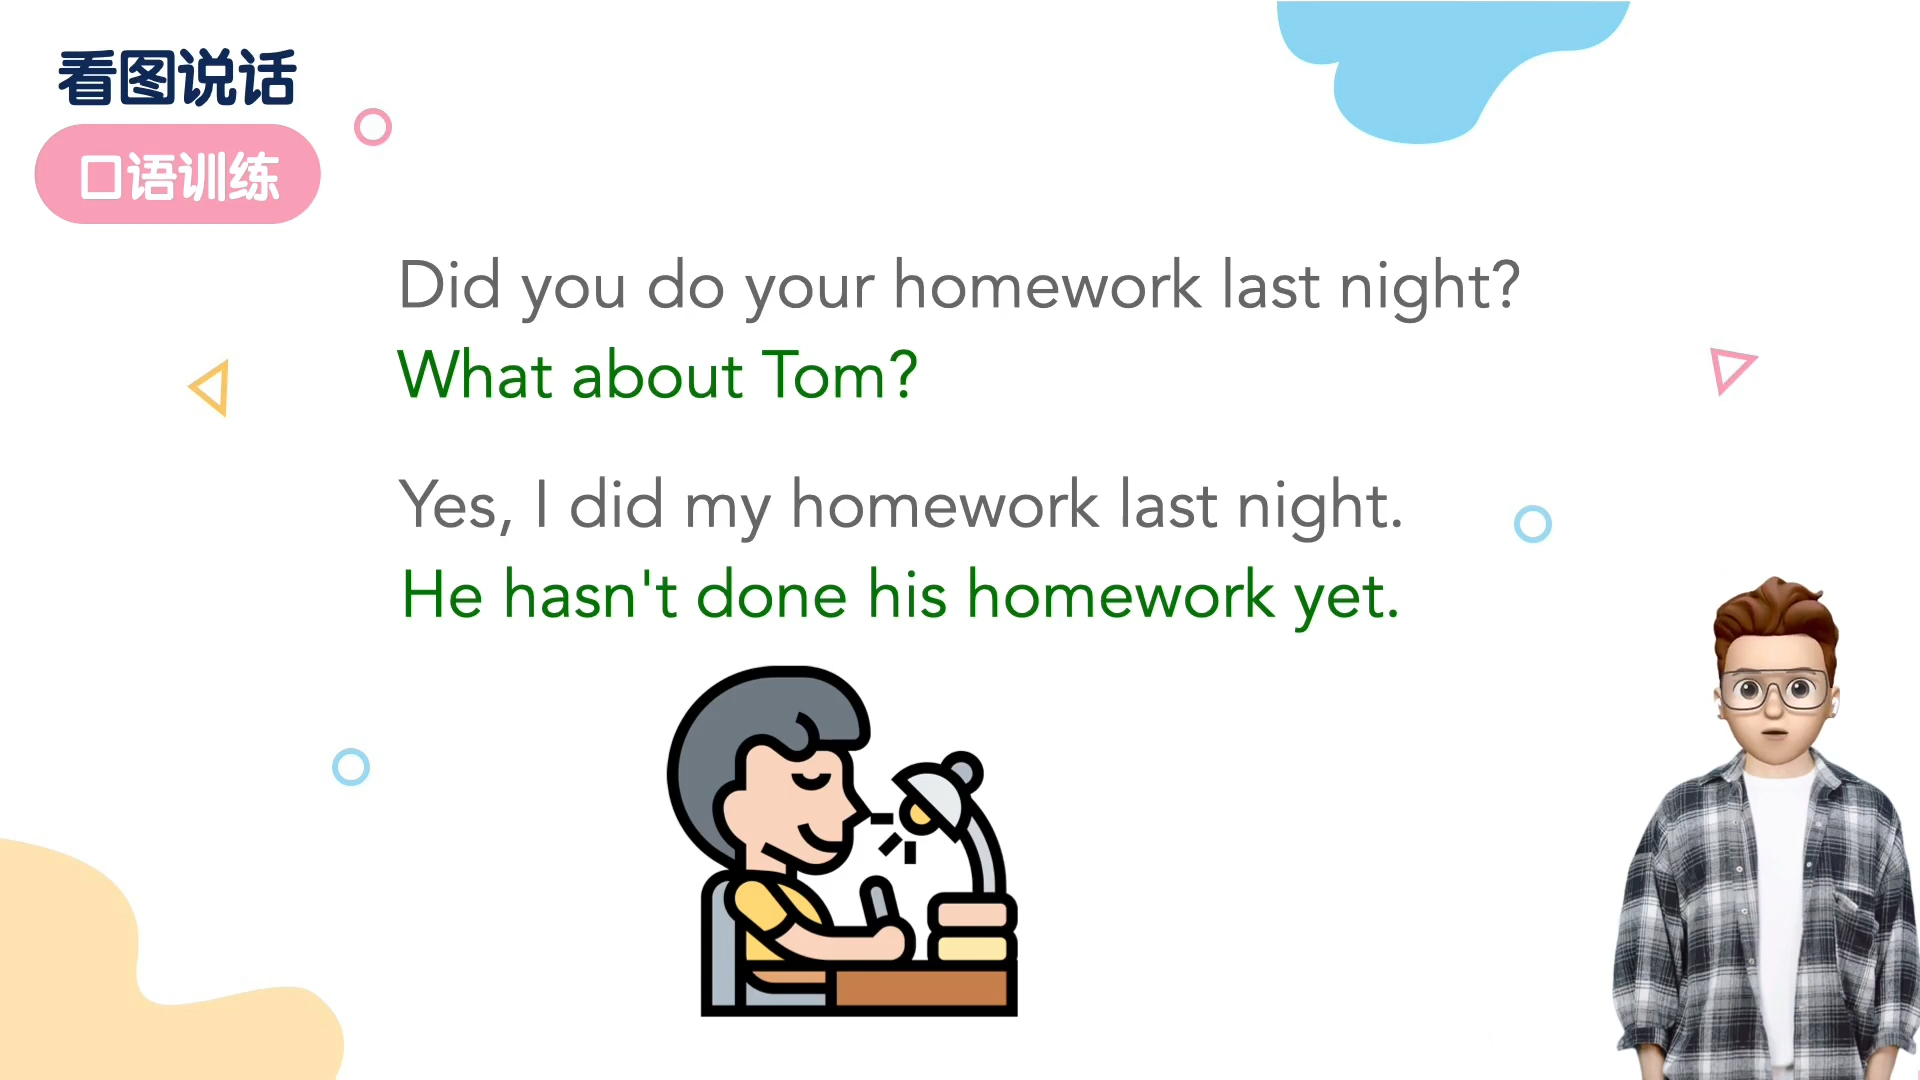 看图说话
口语训练
Did you do your homework last night?
What about Tom?
Yes, I did my homework last night.
He hasn't done his homework yet.